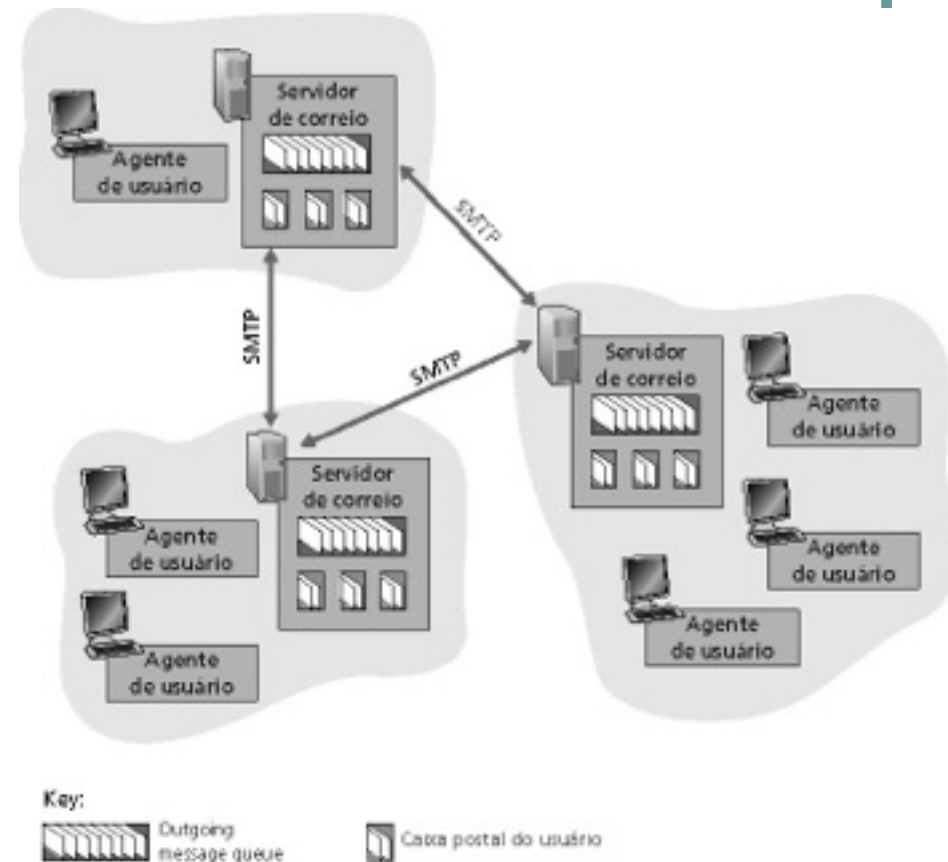 Servidor
de correio
Agente
de usuário
SMTP
SMTP
SMTP
Servidor
de correio
Agente
de usuário
Agente
de usuário
Agente
de usuário
Servidor
de correio
Agente
de usuário
Agente
de usuário
Key:
Outgoing
message queue
Caixa postal do usuário